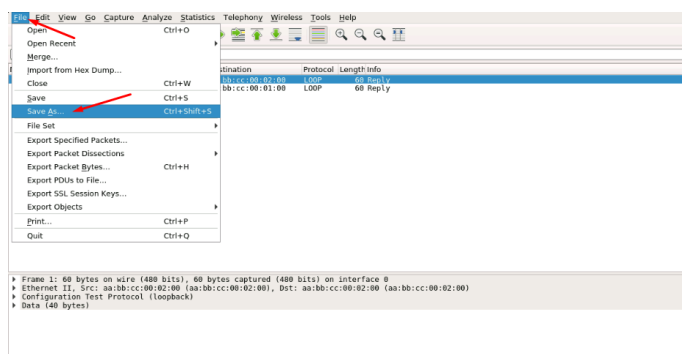 File Edit View Go Capture Analyze Statistics Telephony Wireless Tools Help
Open Ctrl+O
Open Recent
Merge...
Import from Hex Dump...
Close Ctrl+W
Save Ctrl+S
Save As... Ctrl+Shift+S
File Set
Export Specified Packets...
Export Packet Dissections
Export Packet Bytes... Ctrl+H
Export PDUs to File...
Export SSL Session Keys...
Export Objects
Print... Ctrl+P
Quit Ctrl+Q
stination Protocol Length Info
bb:cc:00:02:00 LOOP 60 Reply
bb:cc:00:01:00 LOOP 60 Reply
Frame 1: 60 bytes on wire (480 bits), 60 bytes captured (480 bits) on interface 0
Ethernet II, Src: aa:bb:cc:00:02:00 (aa:bb:cc:00:02:00), Dst: aa:bb:cc:00:02:00 (aa:bb:cc:00:02:00)
Configuration Test Protocol (loopback)
Data (40 bytes)